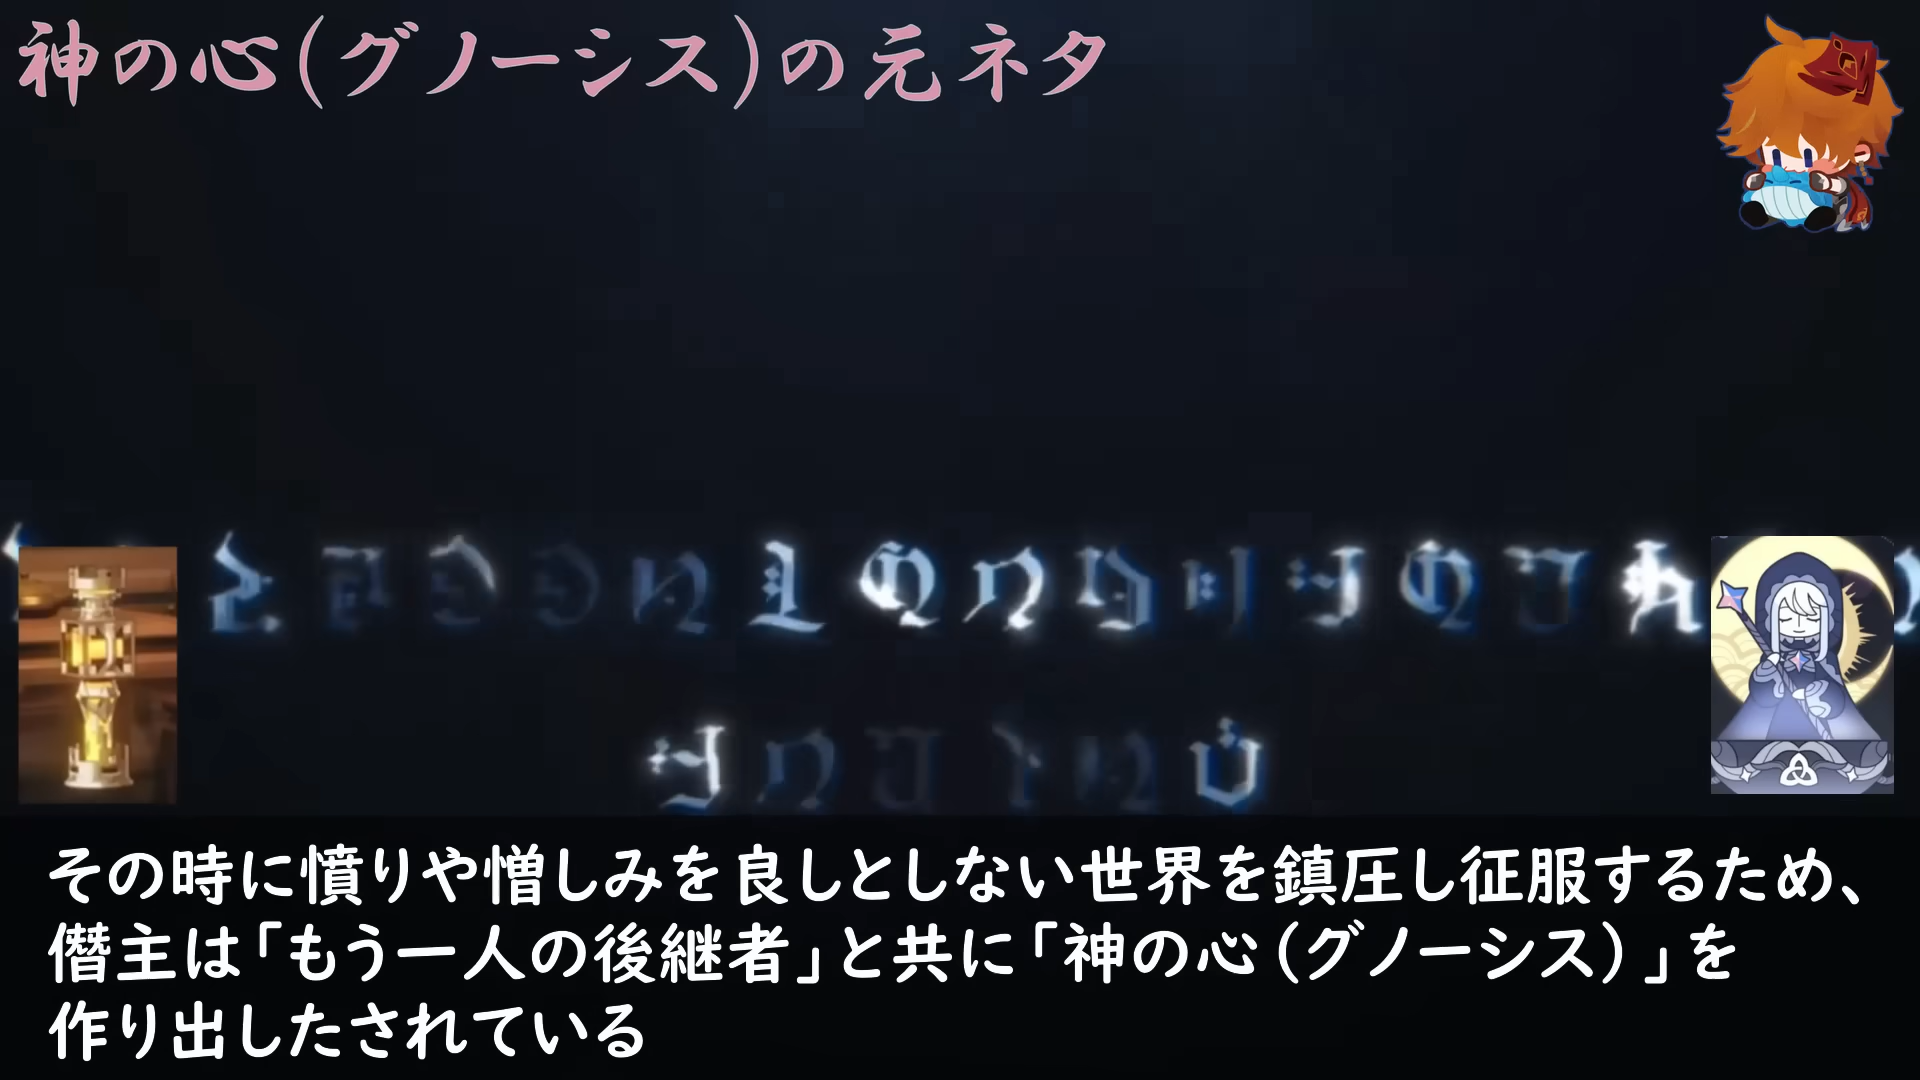 神の心(グノーシス)の元ネタ
その時に憤りや憎しみを良しとしない世界を鎮圧し征服するため、
僭主は「もう一人の後継者」と共に「神の心(グノーシス)」を
作り出したされている